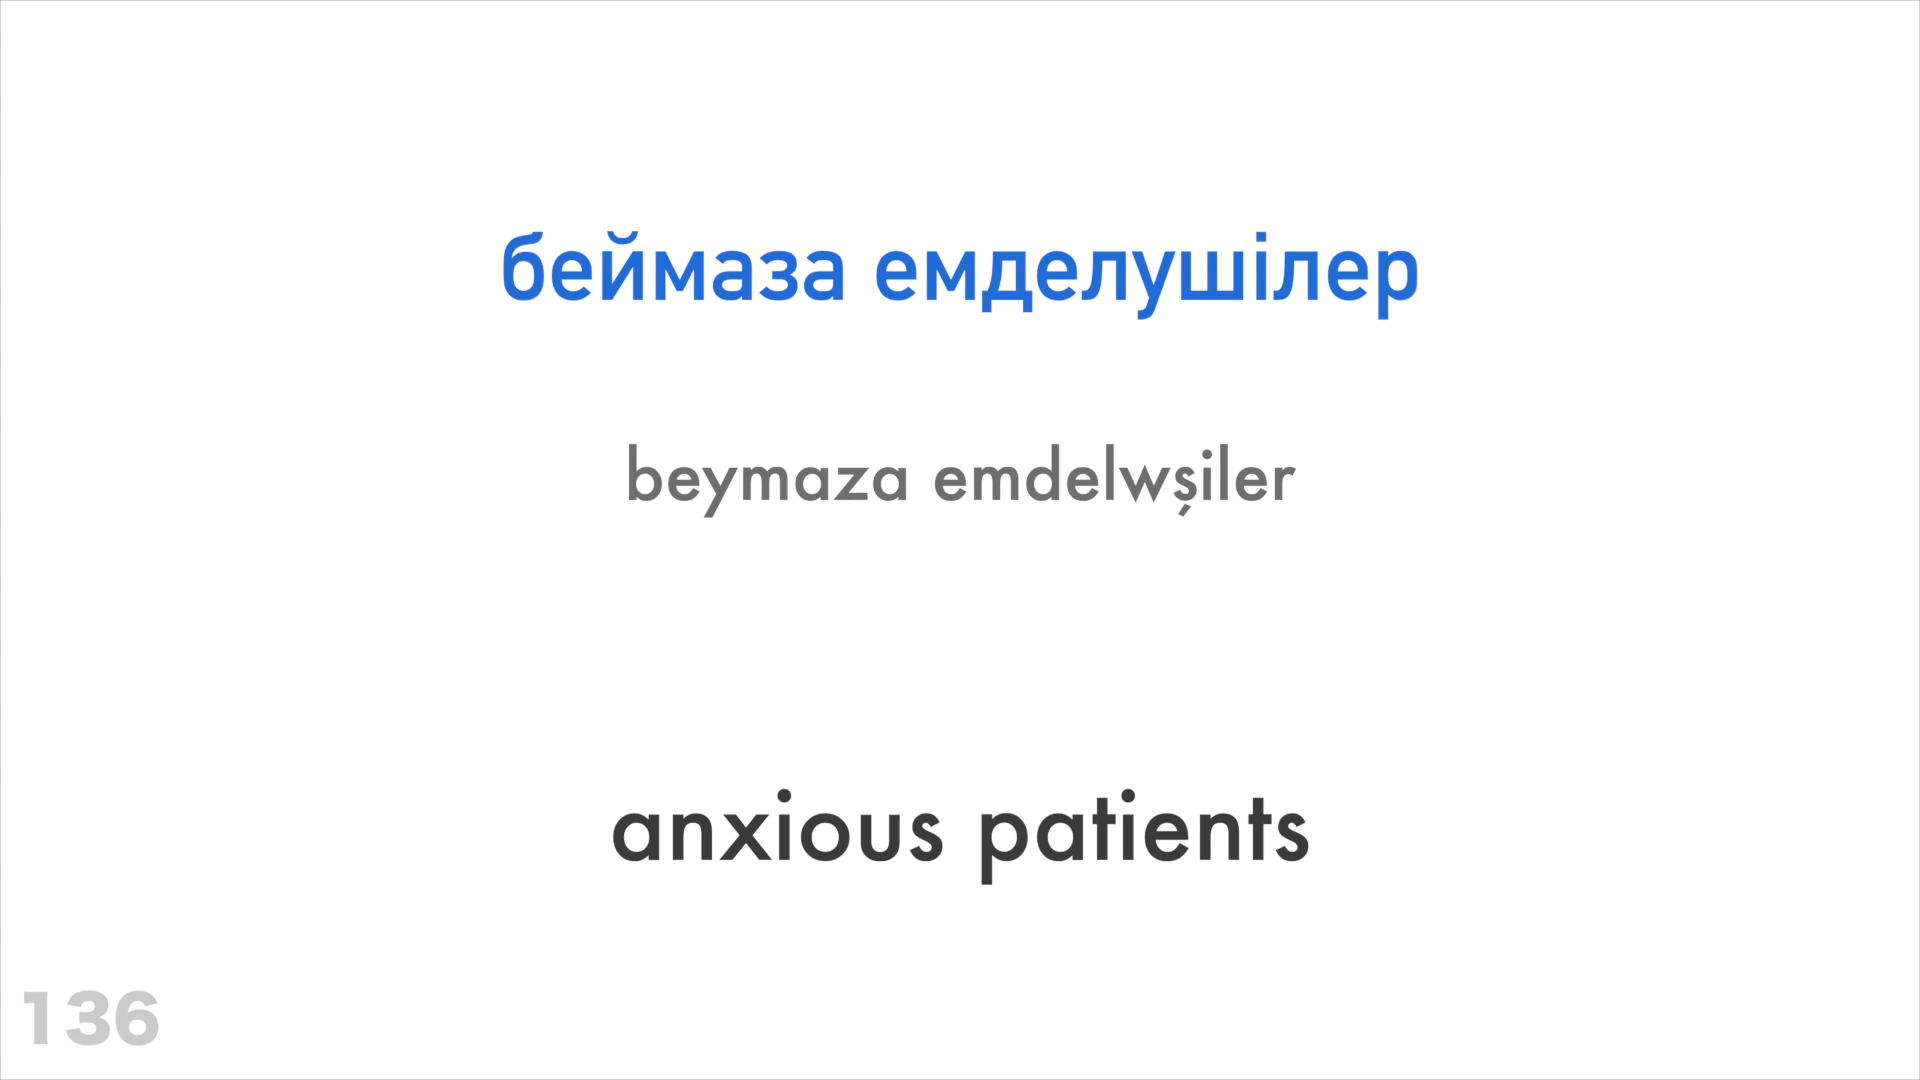 беймаза емделушілер
beymaza emdelwşiler
anxious patients
136